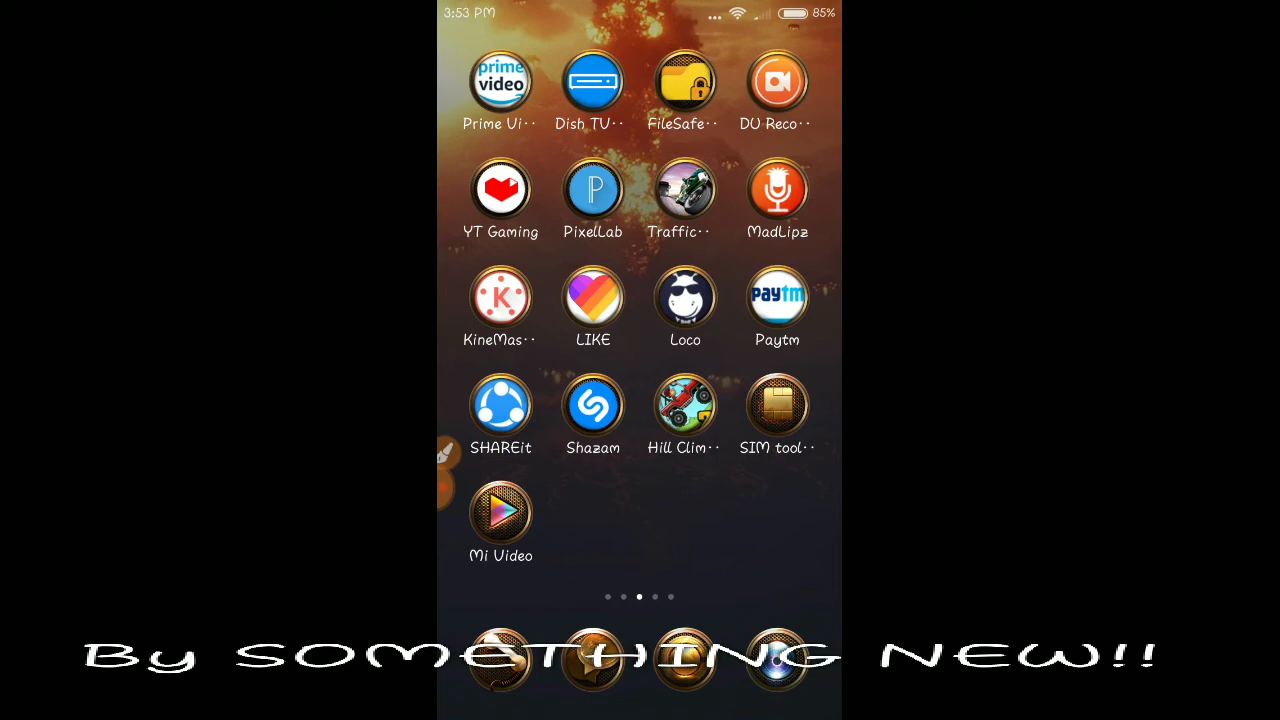 3:53 PM 85%
prime video
Prime Vi·· Dish TV·· FileSafe·· DU Reco··
P
YT Gaming PixelLab Traffic·· MadLipz
K paytm
KineMas·· LIKE Loco Paytm
2
SHAREit Shazam Hill Clim·· SIM tool··
Mi Video
By SOMETHING NEW!!